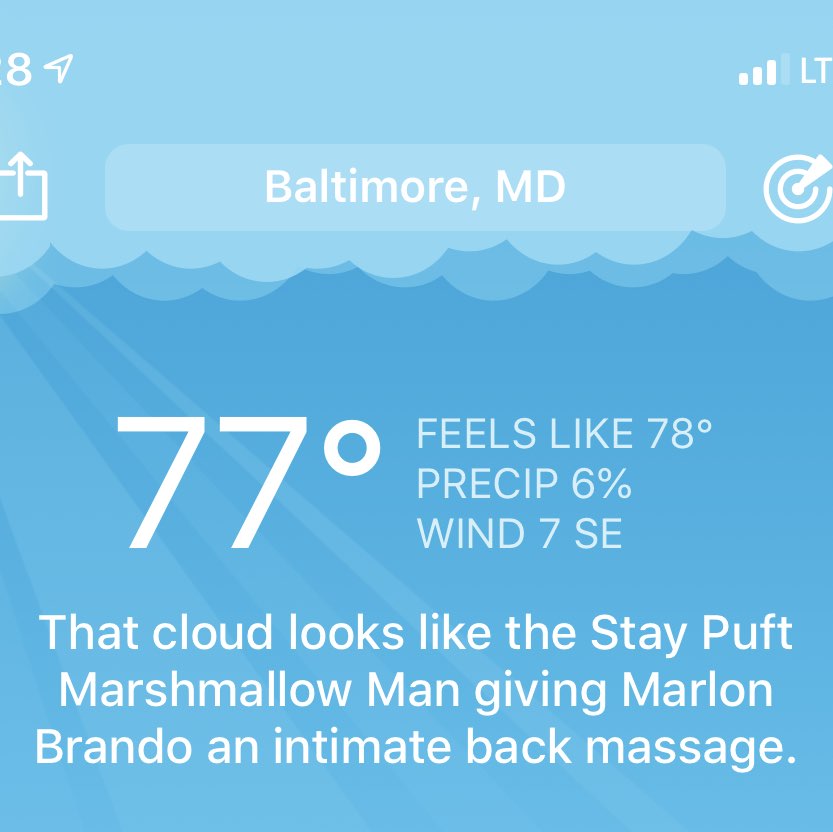 28
LT
Baltimore, MD
77°
FEELS LIKE 78°
PRECIP 6%
WIND 7 SE
That cloud looks like the Stay Puft
Marshmallow Man giving Marlon
Brando an intimate back massage.